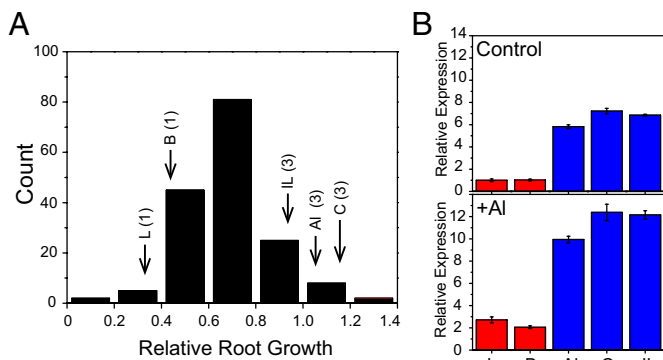 A
100
80
60
40
20
0
Count
L (1)
B (1)
IL (3)
Al (3)
C (3)
0 0.2 0.4 0.6 0.8 1.0 1.2 1.4
Relative Root Growth
B
Control
14
12
10
8
6
4
2
Relative Expression
+Al
12
10
8
6
4
2
0
Relative Expression